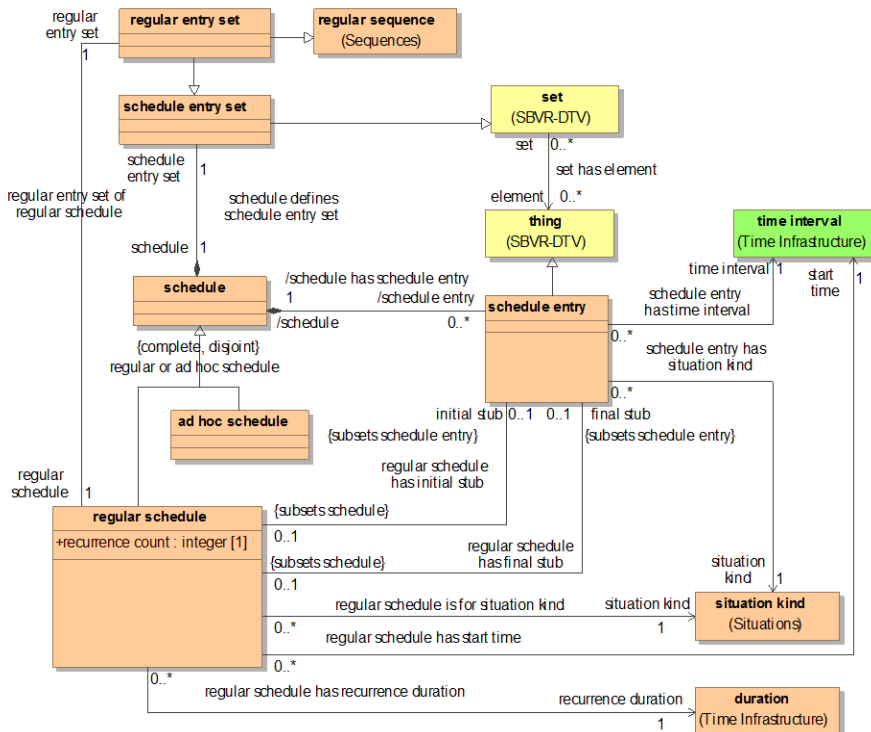 regular
entry set
1
regular entry set
regular sequence
(Sequences)
schedule entry set
set
(SBVR-DTV)
set
0..*
set has element
element
0..*
schedule
entry set
1
regular entry set of
regular schedule
schedule defines
schedule entry set
schedule
1
thing
(SBVR-DTV)
time interval
(Time Infrastructure)
schedule
/schedule has schedule entry
1
/schedule entry
/schedule
0..*
schedule entry
time interval
1
start
time
1
schedule entry
has time interval
0..*
schedule entry has
situation kind
0..*
{complete, disjoint}
regular or ad hoc schedule
ad hoc schedule
initial stub
0..1
0..1
final stub
{subsets schedule entry}
{subsets schedule entry}
regular schedule
has initial stub
regular
schedule
1
regular schedule
+recurrence count : integer [1]
{subsets schedule}
0..1
{subsets schedule}
0..1
regular schedule
has final stub
situation
kind
1
regular schedule is for situation kind
situation kind
0..*
1
situation kind
(Situations)
regular schedule has start time
0..*
0..*
regular schedule has recurrence duration
recurrence duration
1
duration
(Time Infrastructure)